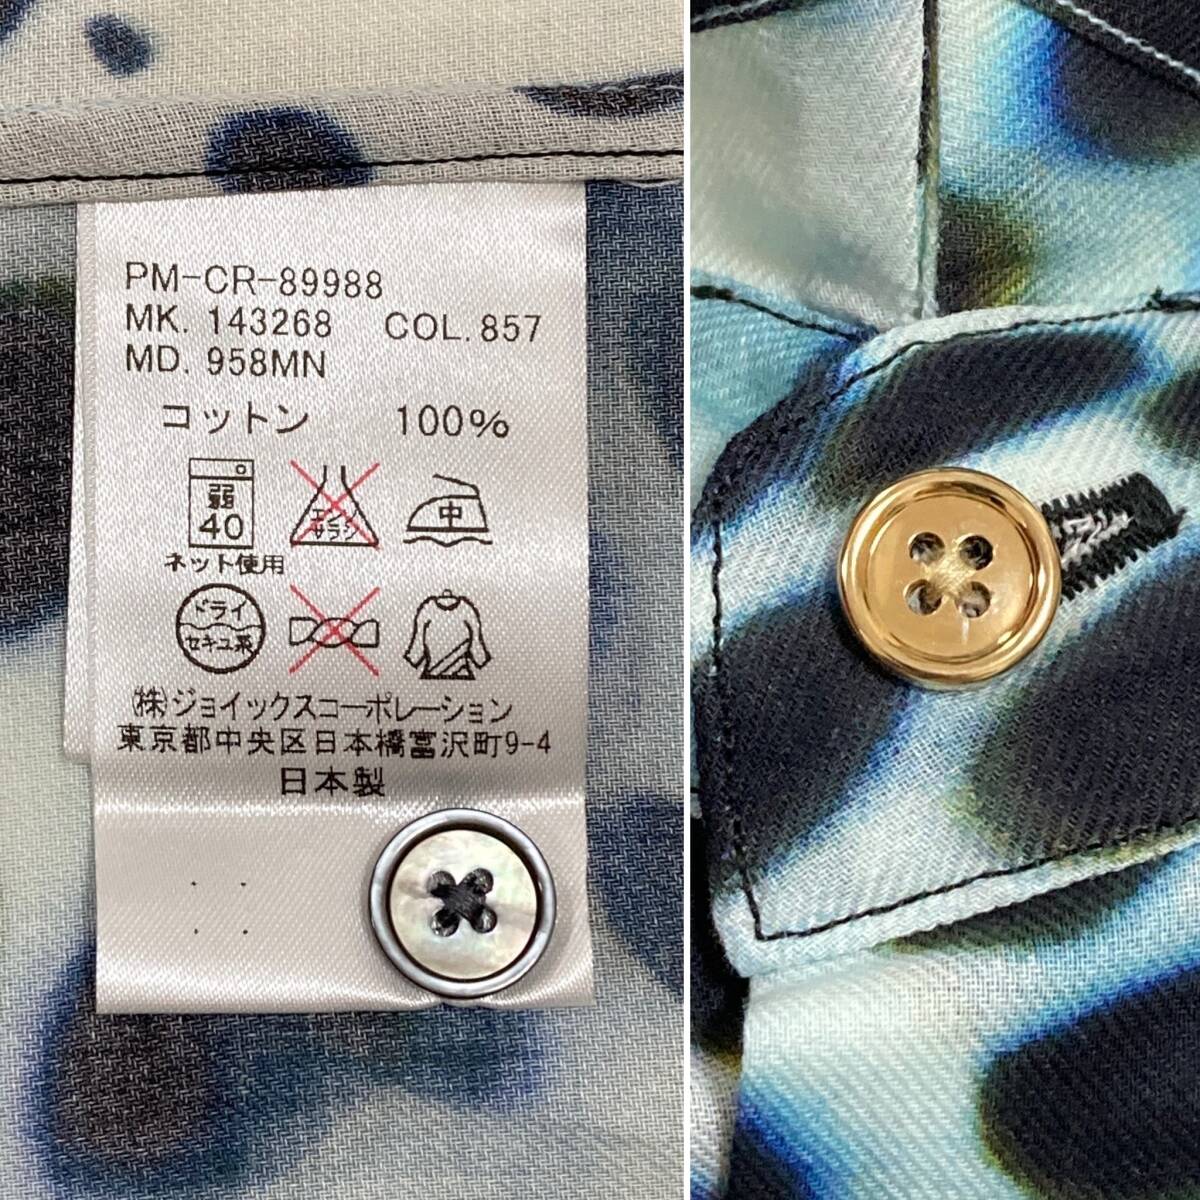 PM-CR-89988
MK. 143268 COL.857
MD. 958MN
コットン 100%
弱
40
エンソ
サラシ
中
ネット使用
ドライ
セキユ系
(株)ジョイックスコーポレーション
東京都中央区日本橋富沢町9-4
日本製